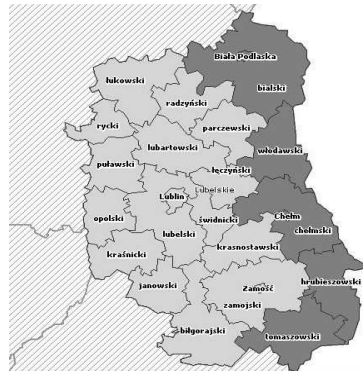 Biała Podlaska
łukowski
bialski
radzyński
rycki
parczewski
lubartowski
włodawski
puławski
łęczyński
Lubelskie
Lublin
opolski
świdnicki
Chełm
chełmski
lubelski
krasnostawski
kraśnicki
hrubieszowski
janowski
Zamość
zamojski
biłgorajski
tomaszowski